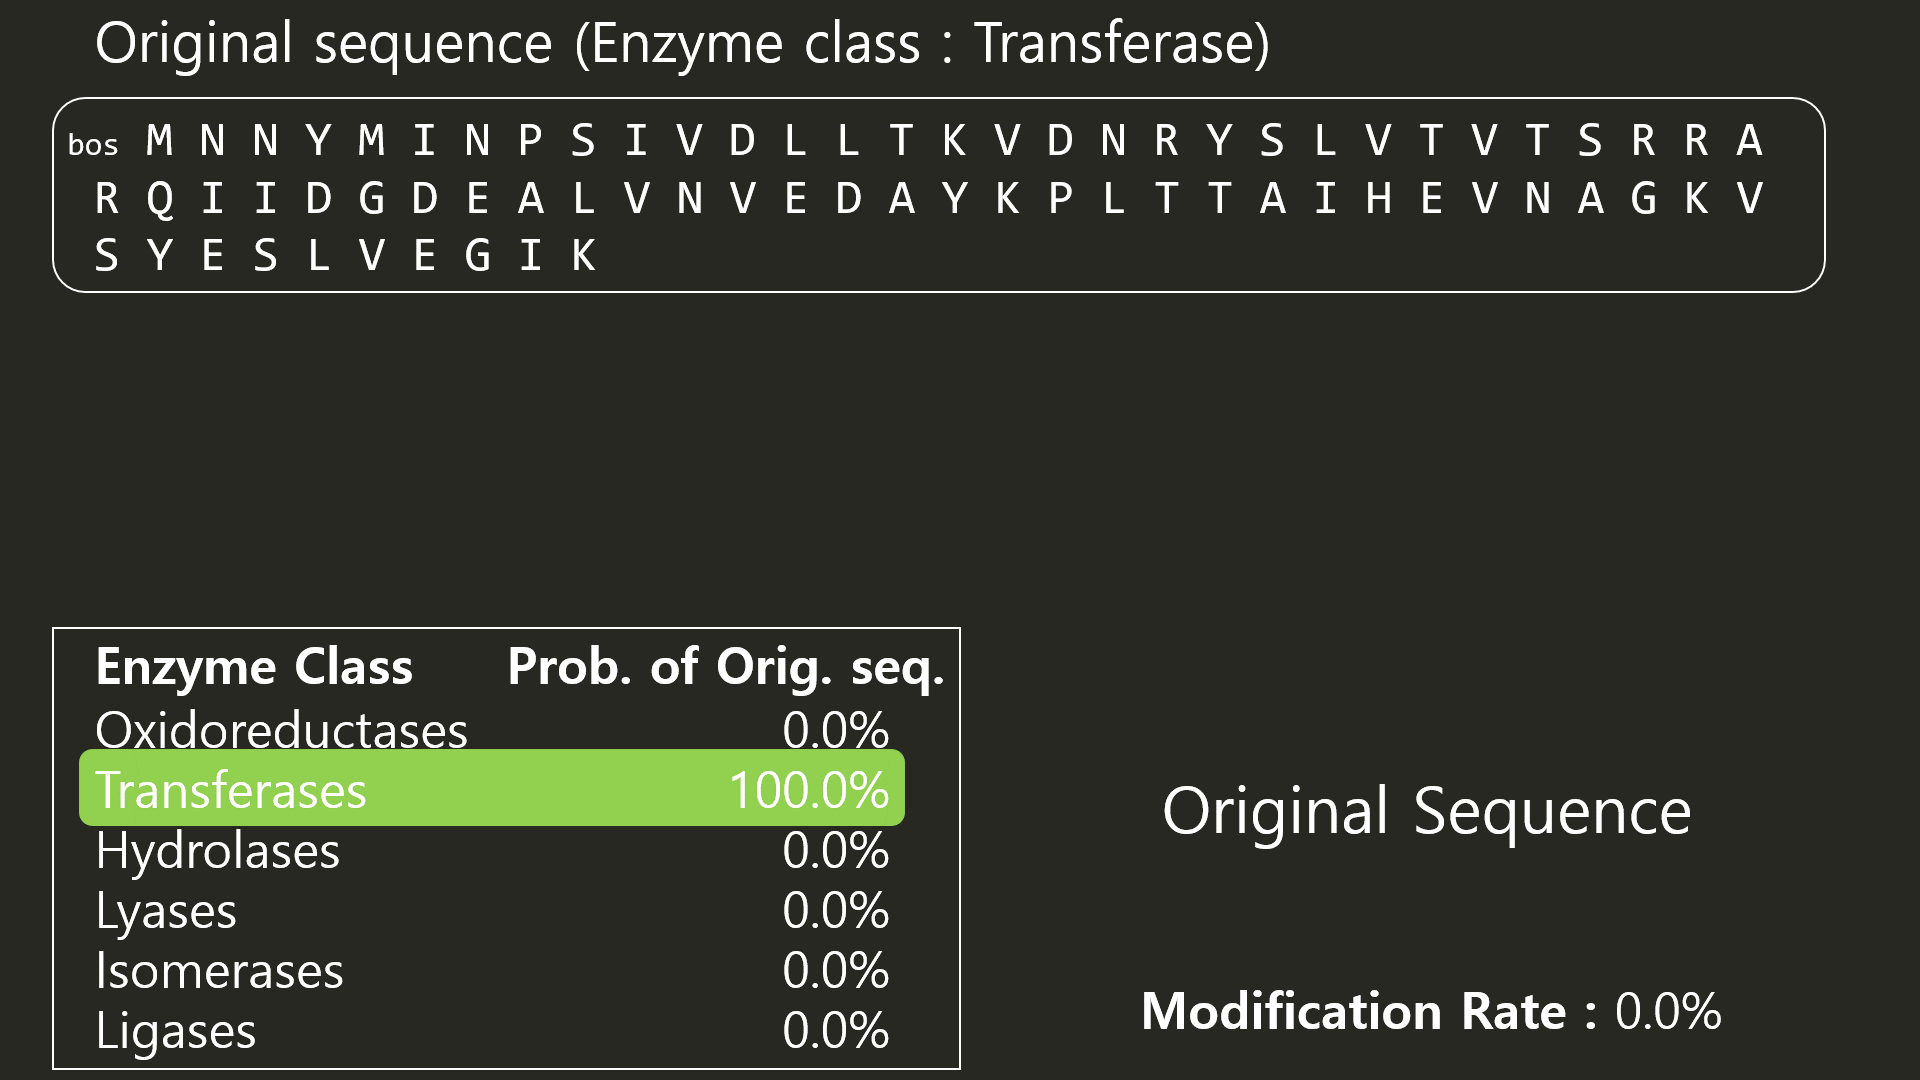 Original sequence (Enzyme class : Transferase)
bos M N N Y M I N P S I V D L L T K V D N R Y S L V T V T S R R A
R Q I I D G D E A L V N V E D A Y K P L T T A I H E V N A G K V
S Y E S L V E G I K
Enzyme Class Prob. of Orig. seq.
Oxidoreductases 0.0%
Transferases 100.0%
Hydrolases 0.0%
Lyases 0.0%
Isomerases 0.0%
Ligases 0.0%
Original Sequence
Modification Rate : 0.0%